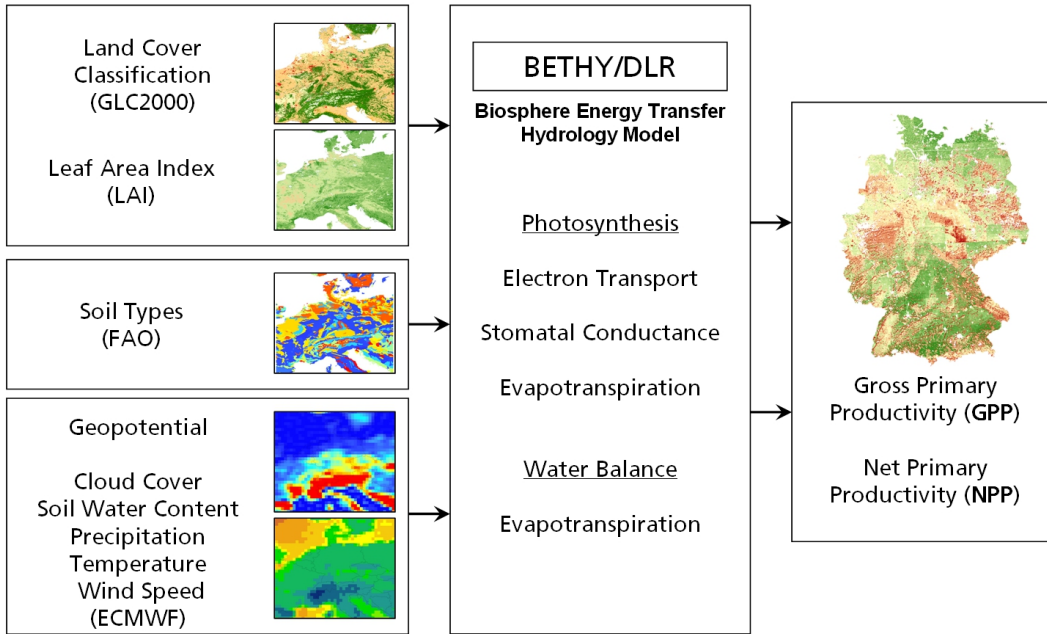 Land Cover
Classification
(GLC2000)
Leaf Area Index
(LAI)
Soil Types
(FAO)
Geopotential
Cloud Cover
Soil Water Content
Precipitation
Temperature
Wind Speed
(ECMWF)
BETHY/DLR
Biosphere Energy Transfer
Hydrology Model
Photosynthesis
Electron Transport
Stomatal Conductance
Evapotranspiration
Water Balance
Evapotranspiration
Gross Primary
Productivity (GPP)
Net Primary
Productivity (NPP)